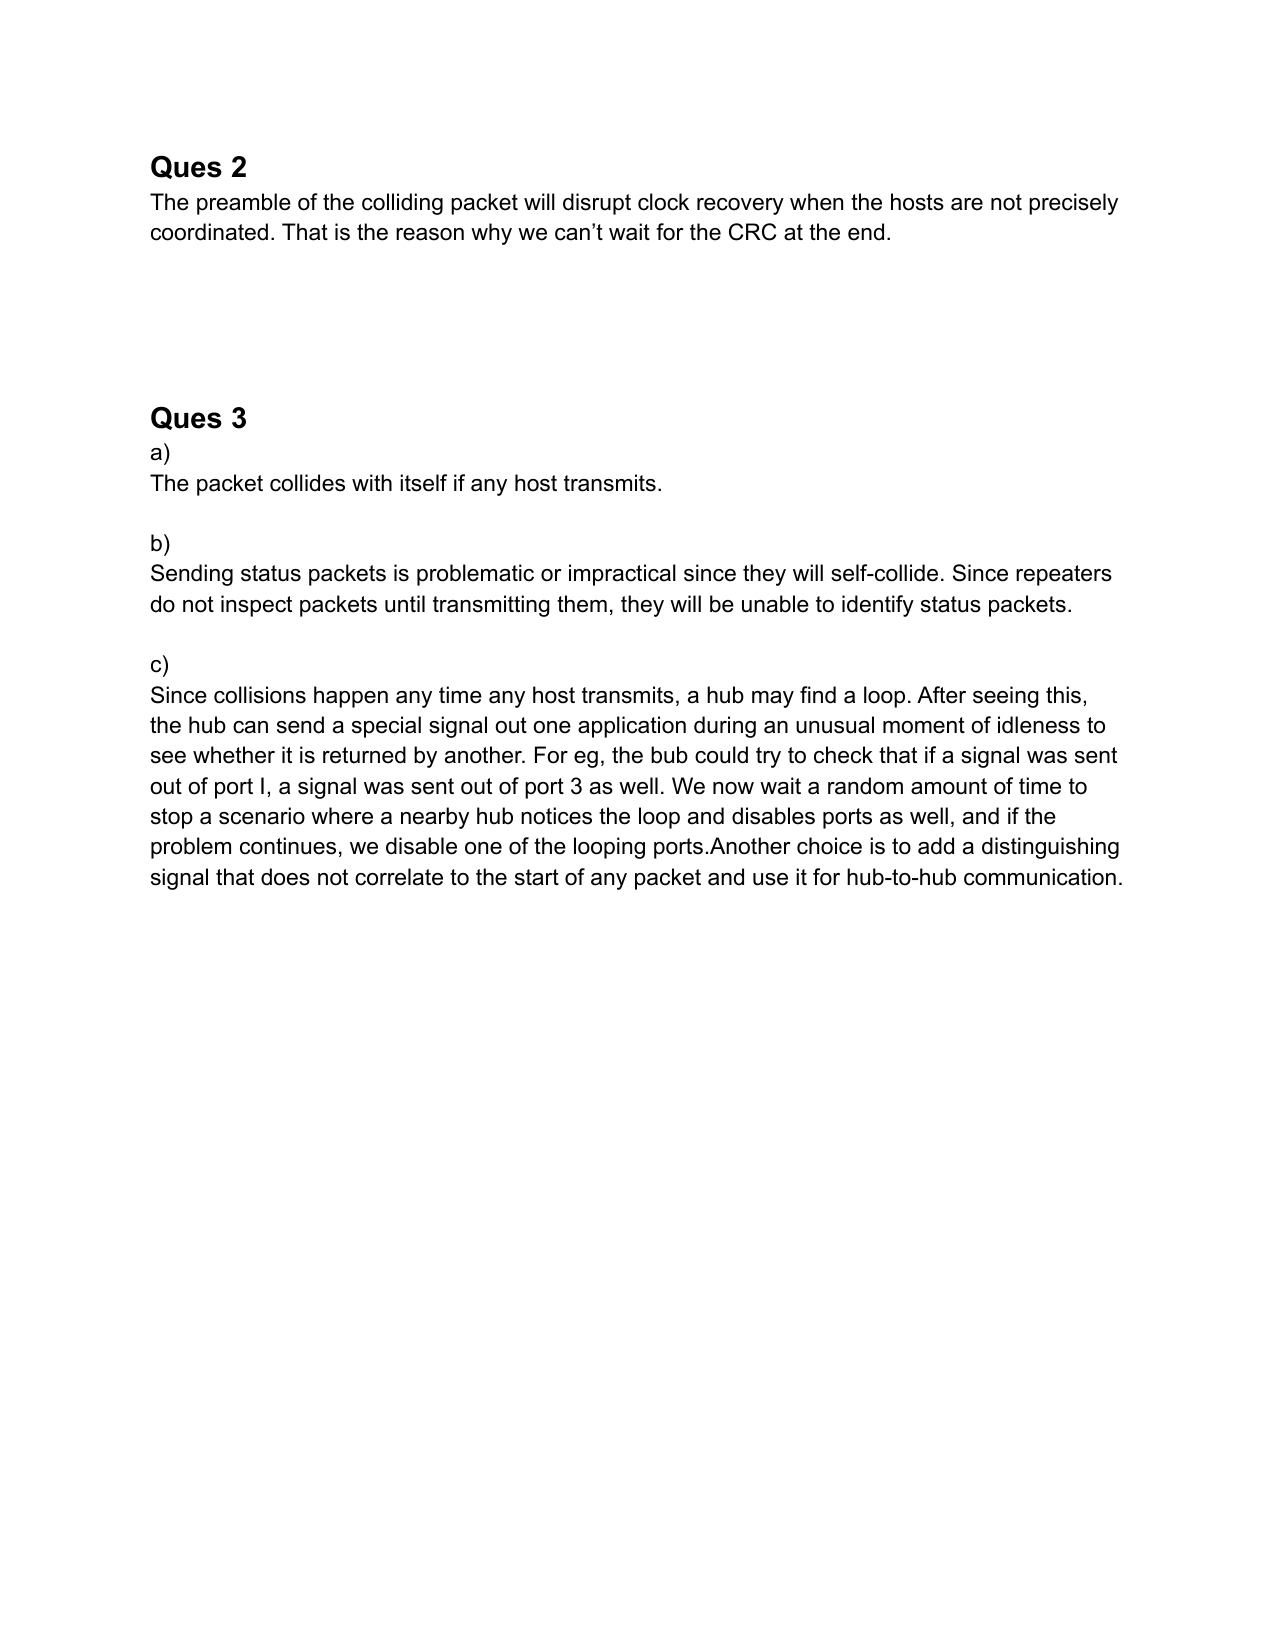 Ques 2
The preamble of the colliding packet will disrupt clock recovery when the hosts are not precisely
coordinated. That is the reason why we can’t wait for the CRC at the end.
Ques 3
a)
The packet collides with itself if any host transmits.
b)
Sending status packets is problematic or impractical since they will self-collide. Since repeaters
do not inspect packets until transmitting them, they will be unable to identify status packets.
c)
Since collisions happen any time any host transmits, a hub may find a loop. After seeing this,
the hub can send a special signal out one application during an unusual moment of idleness to
see whether it is returned by another. For eg, the bub could try to check that if a signal was sent
out of port I, a signal was sent out of port 3 as well. We now wait a random amount of time to
stop a scenario where a nearby hub notices the loop and disables ports as well, and if the
problem continues, we disable one of the looping ports.Another choice is to add a distinguishing
signal that does not correlate to the start of any packet and use it for hub-to-hub communication.